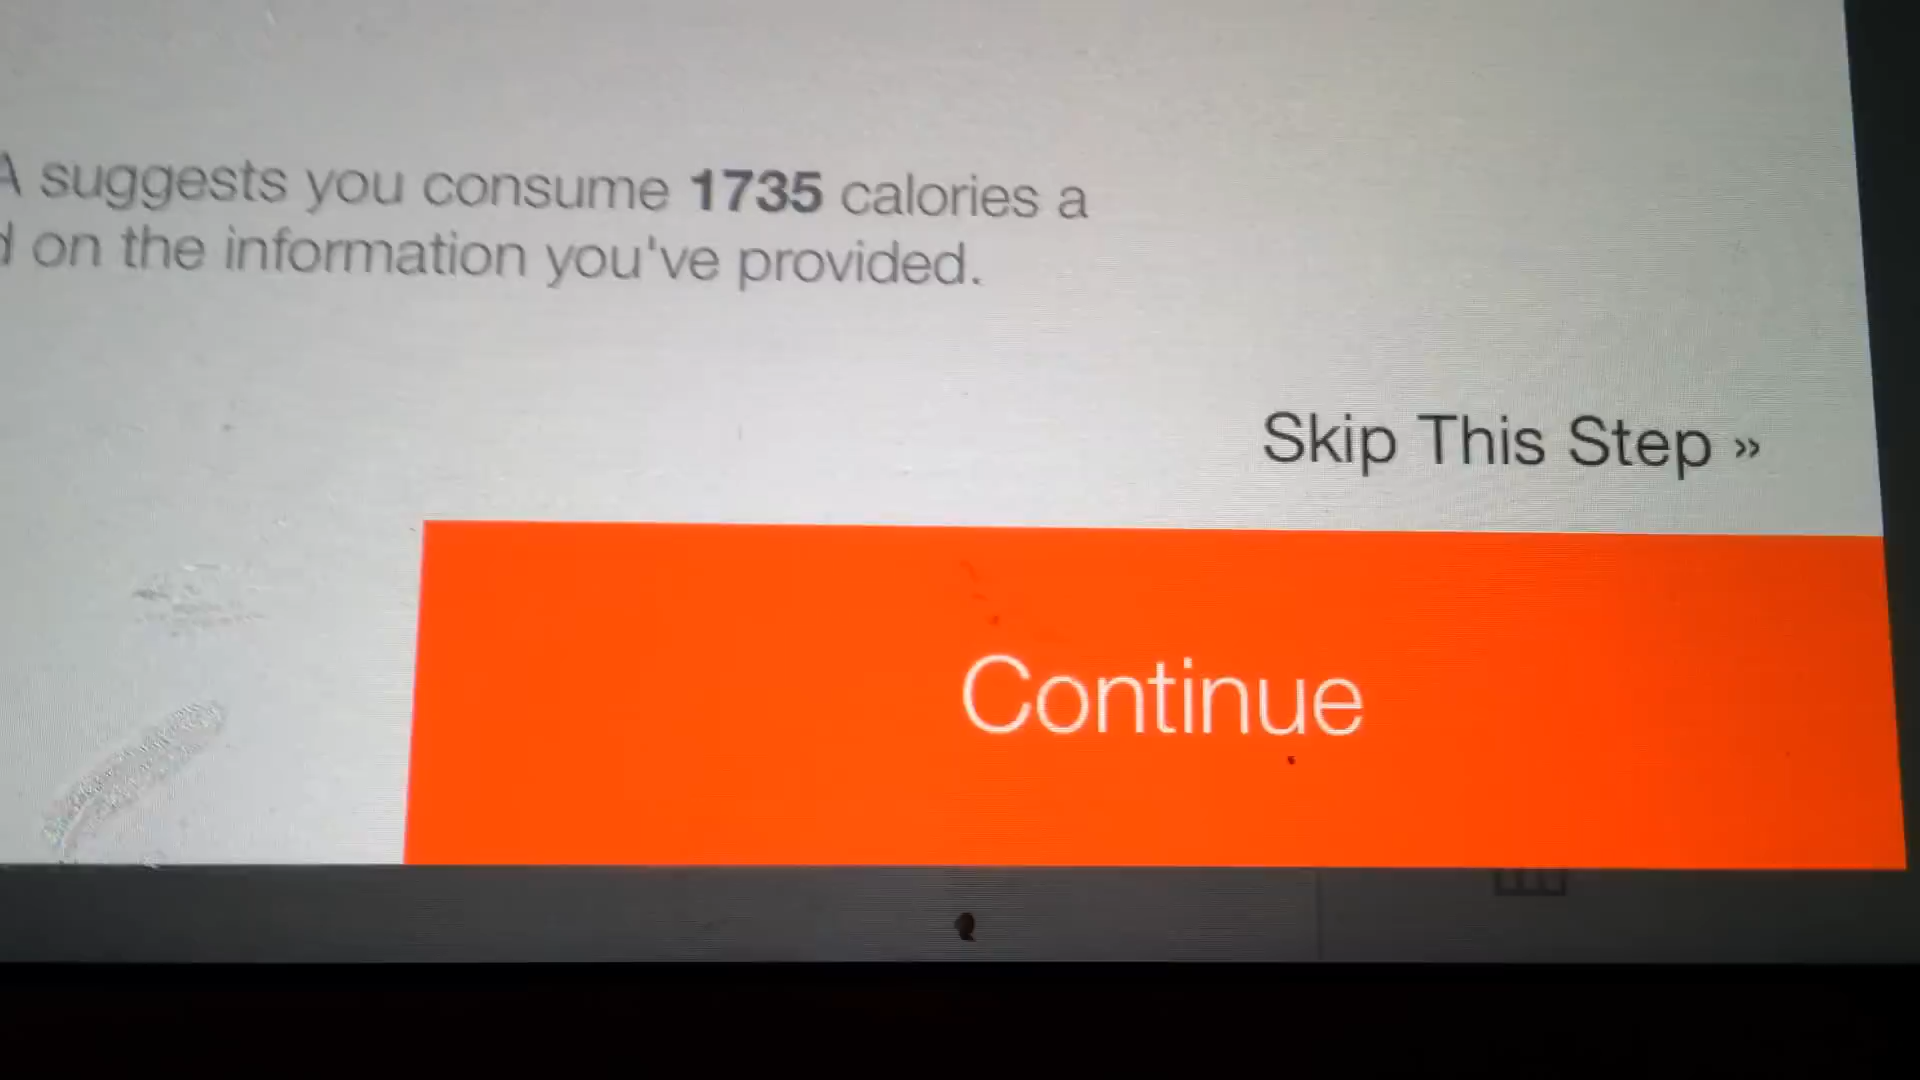 A suggests you consume 1735 calories a
on the information you've provided.
Skip This Step »
Continue